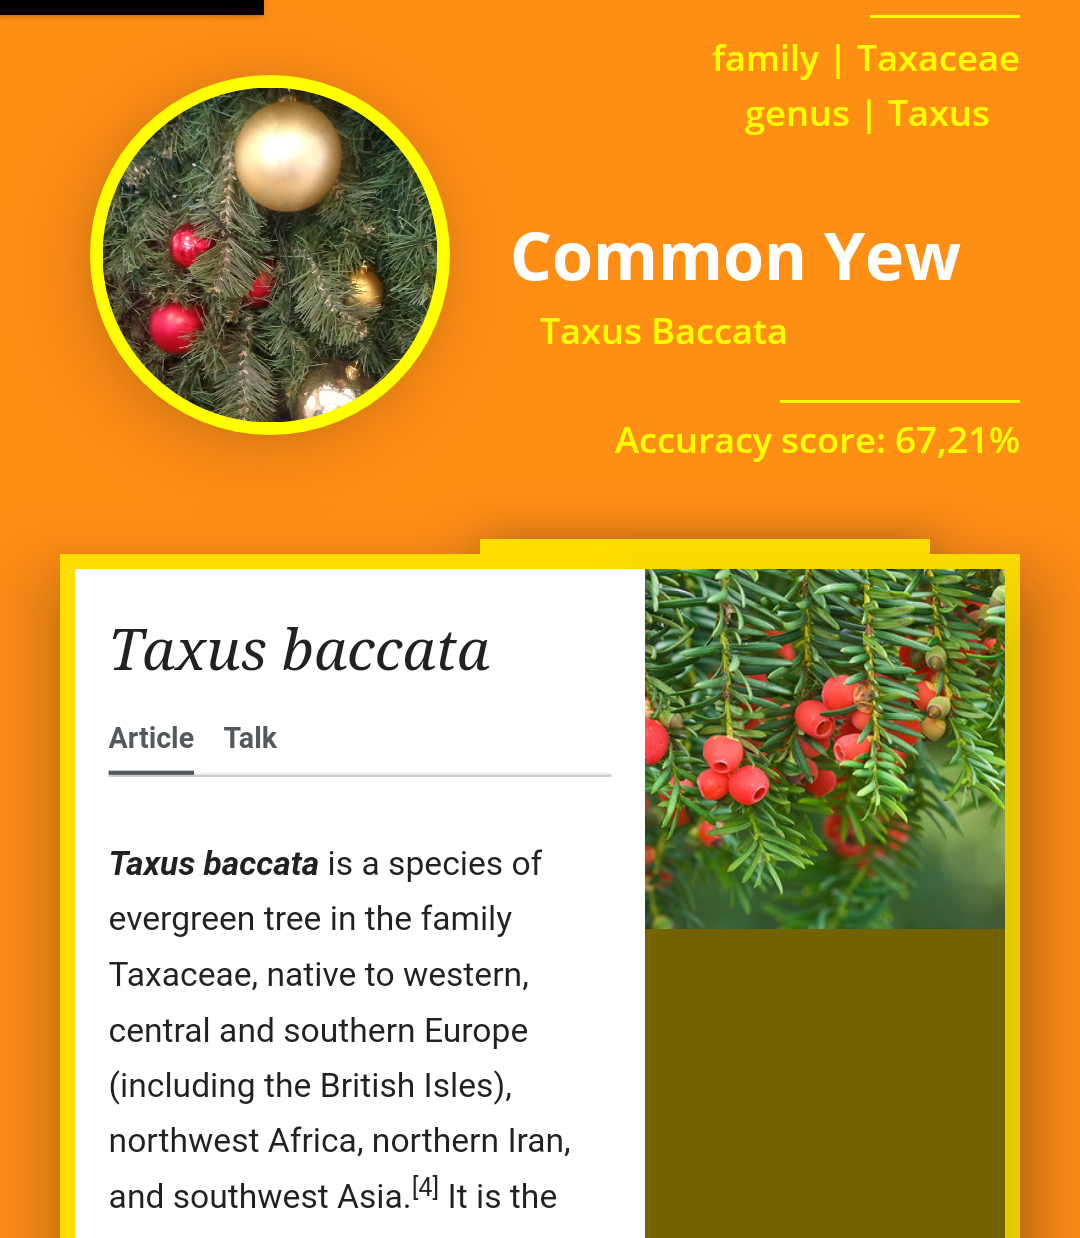 family | Taxaceae
genus | Taxus
Common Yew
Taxus Baccata
Accuracy score: 67,21%
Taxus baccata
Article Talk
Taxus baccata is a species of
evergreen tree in the family
Taxaceae, native to western,
central and southern Europe
(including the British Isles),
northwest Africa, northern Iran,
and southwest Asia.[4] It is the